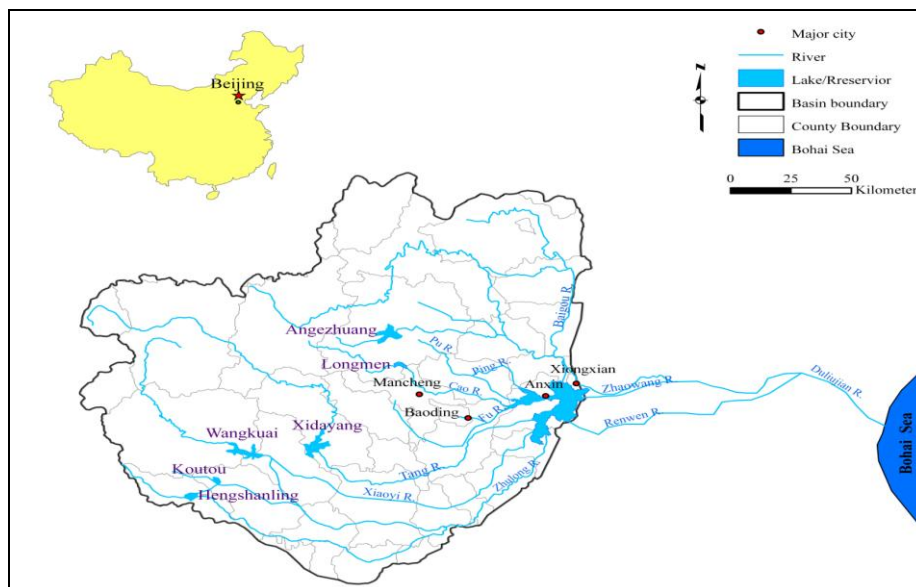 Beijing
Major city
River
Lake/Rreservior
Basin boundary
County Boundary
Bohai Sea
N
0 25 50
Kilometer
Baigou R.
Angezhuang
Pu R.
Longmen
Ping R.
Xiongxian
Mancheng
Cao R.
Anxin
Zhaowang R.
Duliujian R.
Baoding
Fu R.
Renwen R.
Bohai Sea
Wangkuai
Xidayang
Koutou
Tang R.
Zhulong R.
Hengshanling
Xiaoyi R.